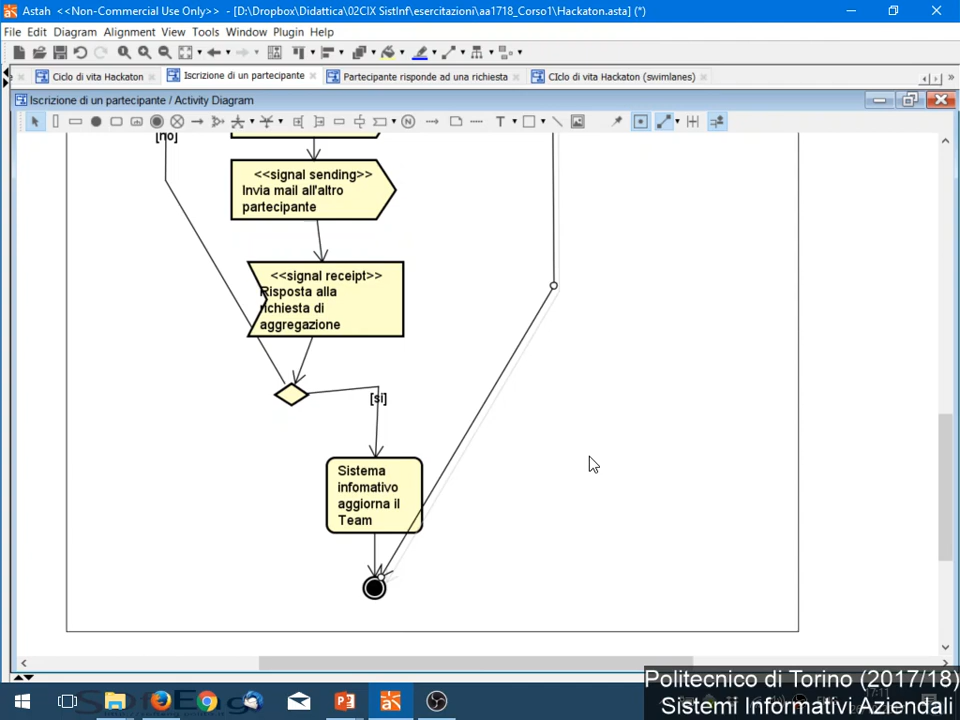 Astah <<Non-Commercial Use Only>> - [D:\Dropbox\Didattica\02CIX SistInf\esercitazioni\aa1718_Corso1\Hackaton.asta] (*)
File Edit Diagram Alignment View Tools Window Plugin Help
Ciclo di vita Hackaton
Iscrizione di un partecipante
Partecipante risponde ad una richiesta
CIclo di vita Hackaton (swimlanes)
Iscrizione di un partecipante / Activity Diagram
[no]
<<signal sending>>
Invia mail all'altro
partecipante
<<signal receipt>>
Risposta alla
richiesta di
aggregazione
[si]
Sistema
infomativo
aggiorna il
Team
Politecnico di Torino (2017/18)
Sistemi Informativi Aziendali
17:11